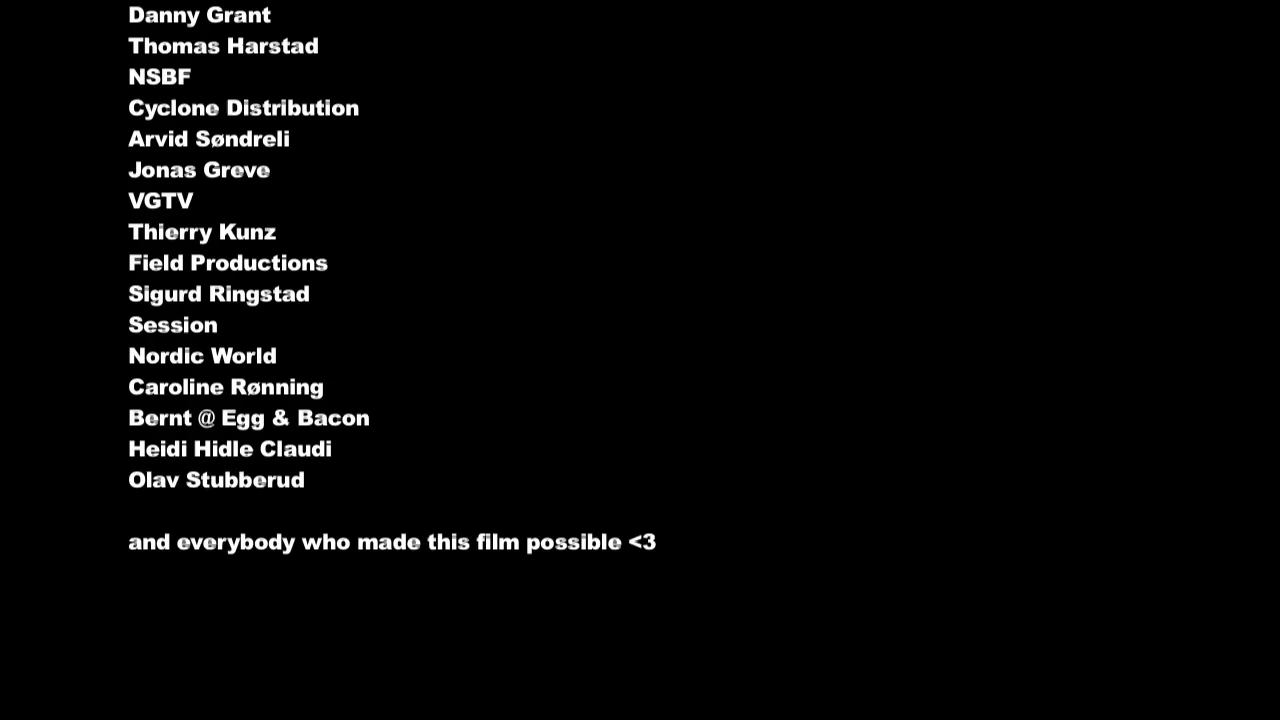 Danny Grant
Thomas Harstad
NSBF
Cyclone Distribution
Arvid Søndreli
Jonas Greve
VGTV
Thierry Kunz
Field Productions
Sigurd Ringstad
Session
Nordic World
Caroline Rønning
Bernt @ Egg & Bacon
Heidi Hidle Claudi
Olav Stubberud
and everybody who made this film possible <3